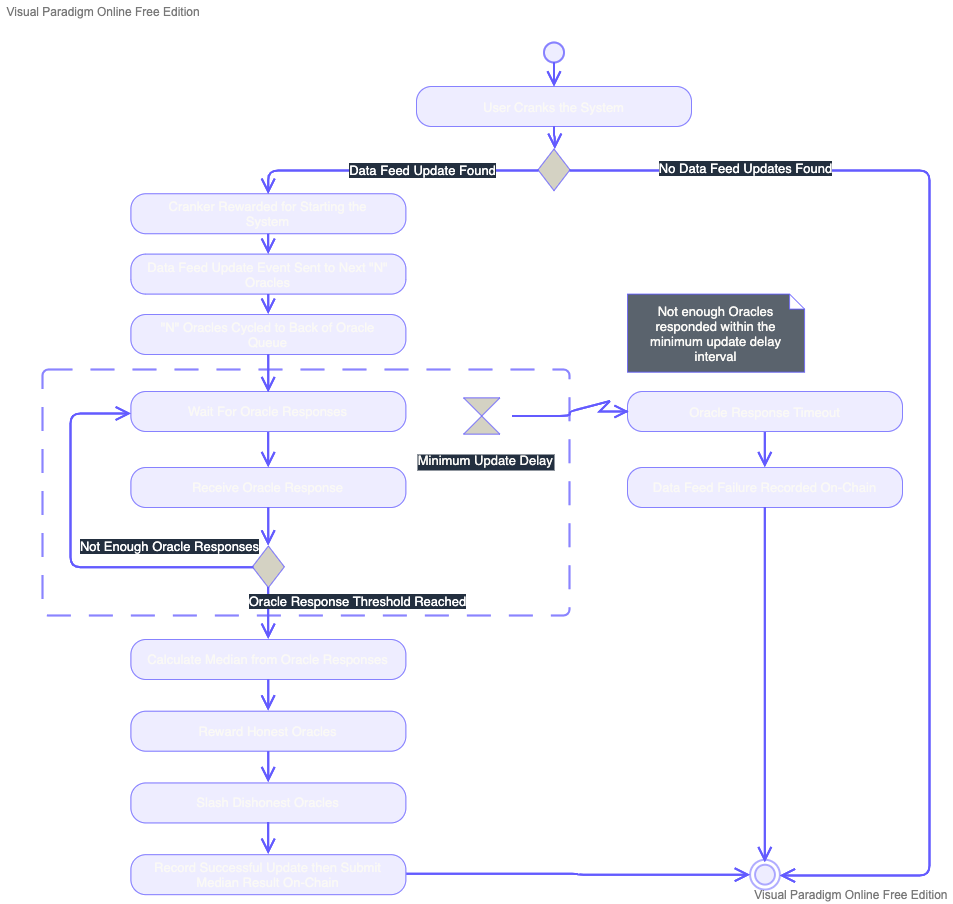 Visual Paradigm Online Free Edition
User Cranks the System
Data Feed Update Found
No Data Feed Updates Found
Cranker Rewarded for Starting the
System
Data Feed Update Event Sent to Next "N"
Oracles
"N" Oracles Cycled to Back of Oracle
Queue
Not enough Oracles
responded within the
minimum update delay
interval
Wait For Oracle Responses
Oracle Response Timeout
Minimum Update Delay
Receive Oracle Response
Data Feed Failure Recorded On-Chain
Not Enough Oracle Responses
Oracle Response Threshold Reached
Calculate Median from Oracle Responses
Reward Honest Oracles
Slash Dishonest Oracles
Record Successful Update then Submit
Median Result On-Chain
Visual Paradigm Online Free Edition